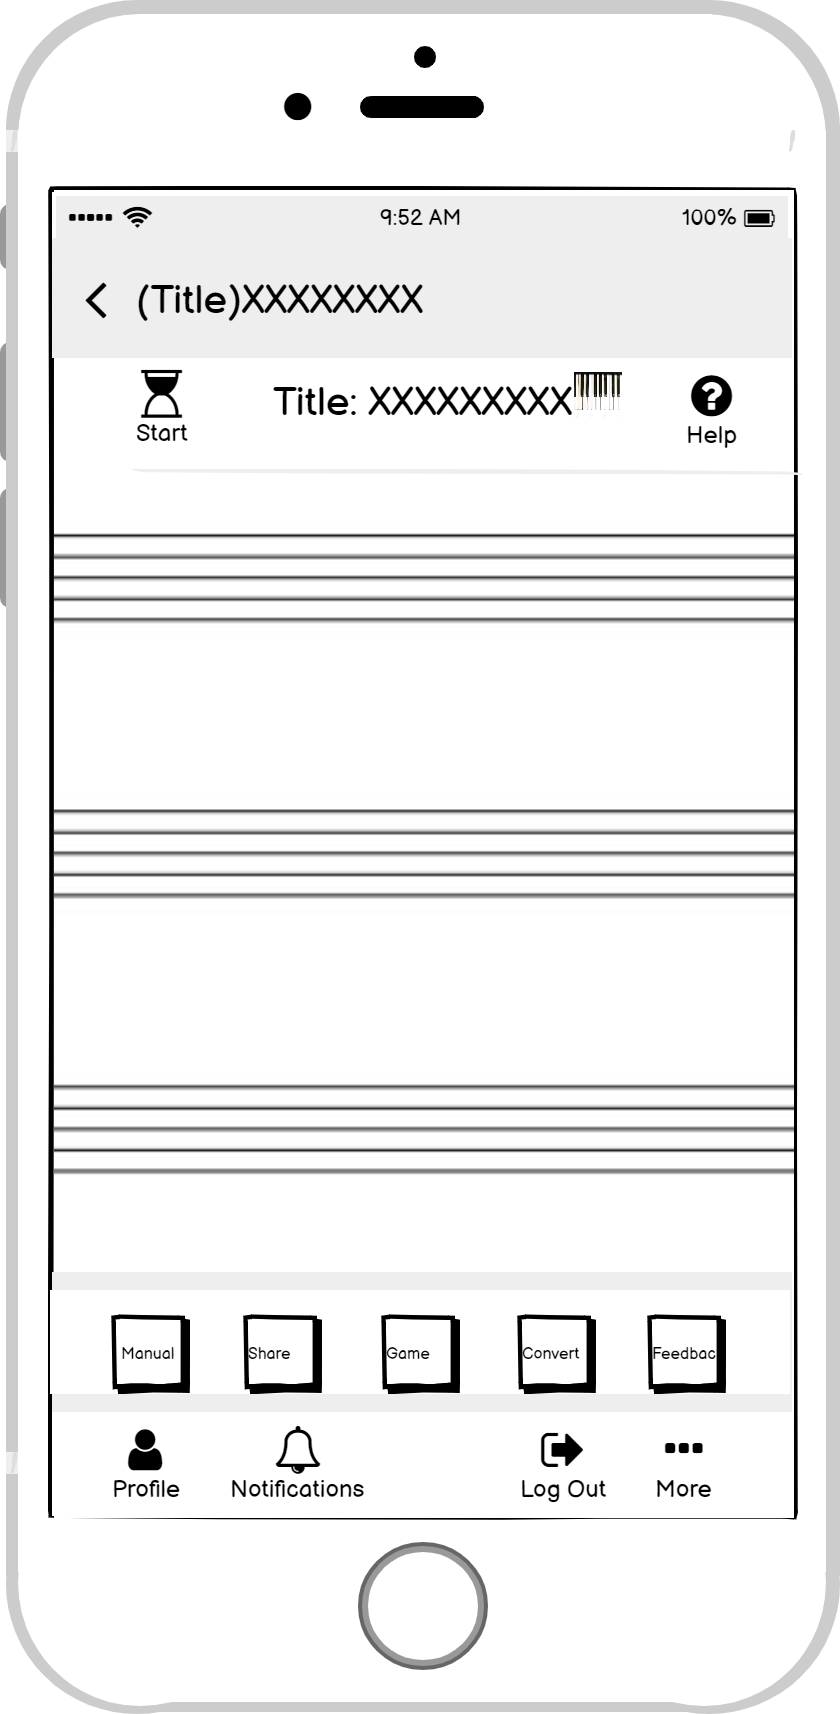 9:52 AM 100%
(Title)XXXXXXXX
Title: XXXXXXXXX
Start Help
Manual Share Game Convert Feedbac
Profile Notifications Log Out More